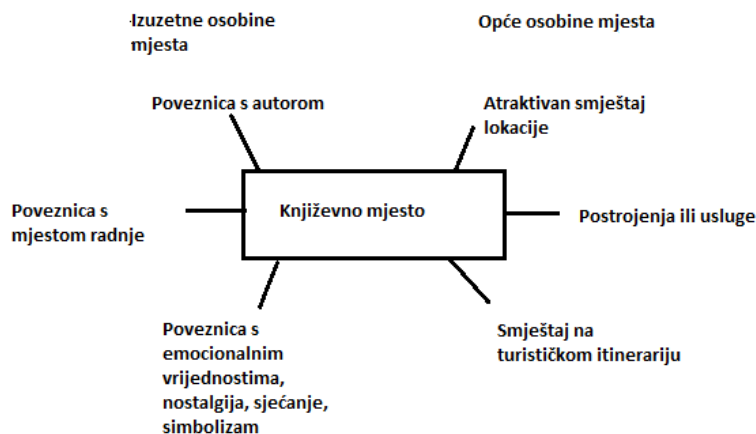 Izuzetne osobine
mjesta
Opće osobine mjesta
Poveznica s autorom
Atraktivan smještaj
lokacije
Poveznica s
mjestom radnje
Književno mjesto
Postrojenja ili usluge
Poveznica s
emocionalnim
vrijednostima,
nostalgija, sjećanje,
simbolizam
Smještaj na
turističkom itinerariju